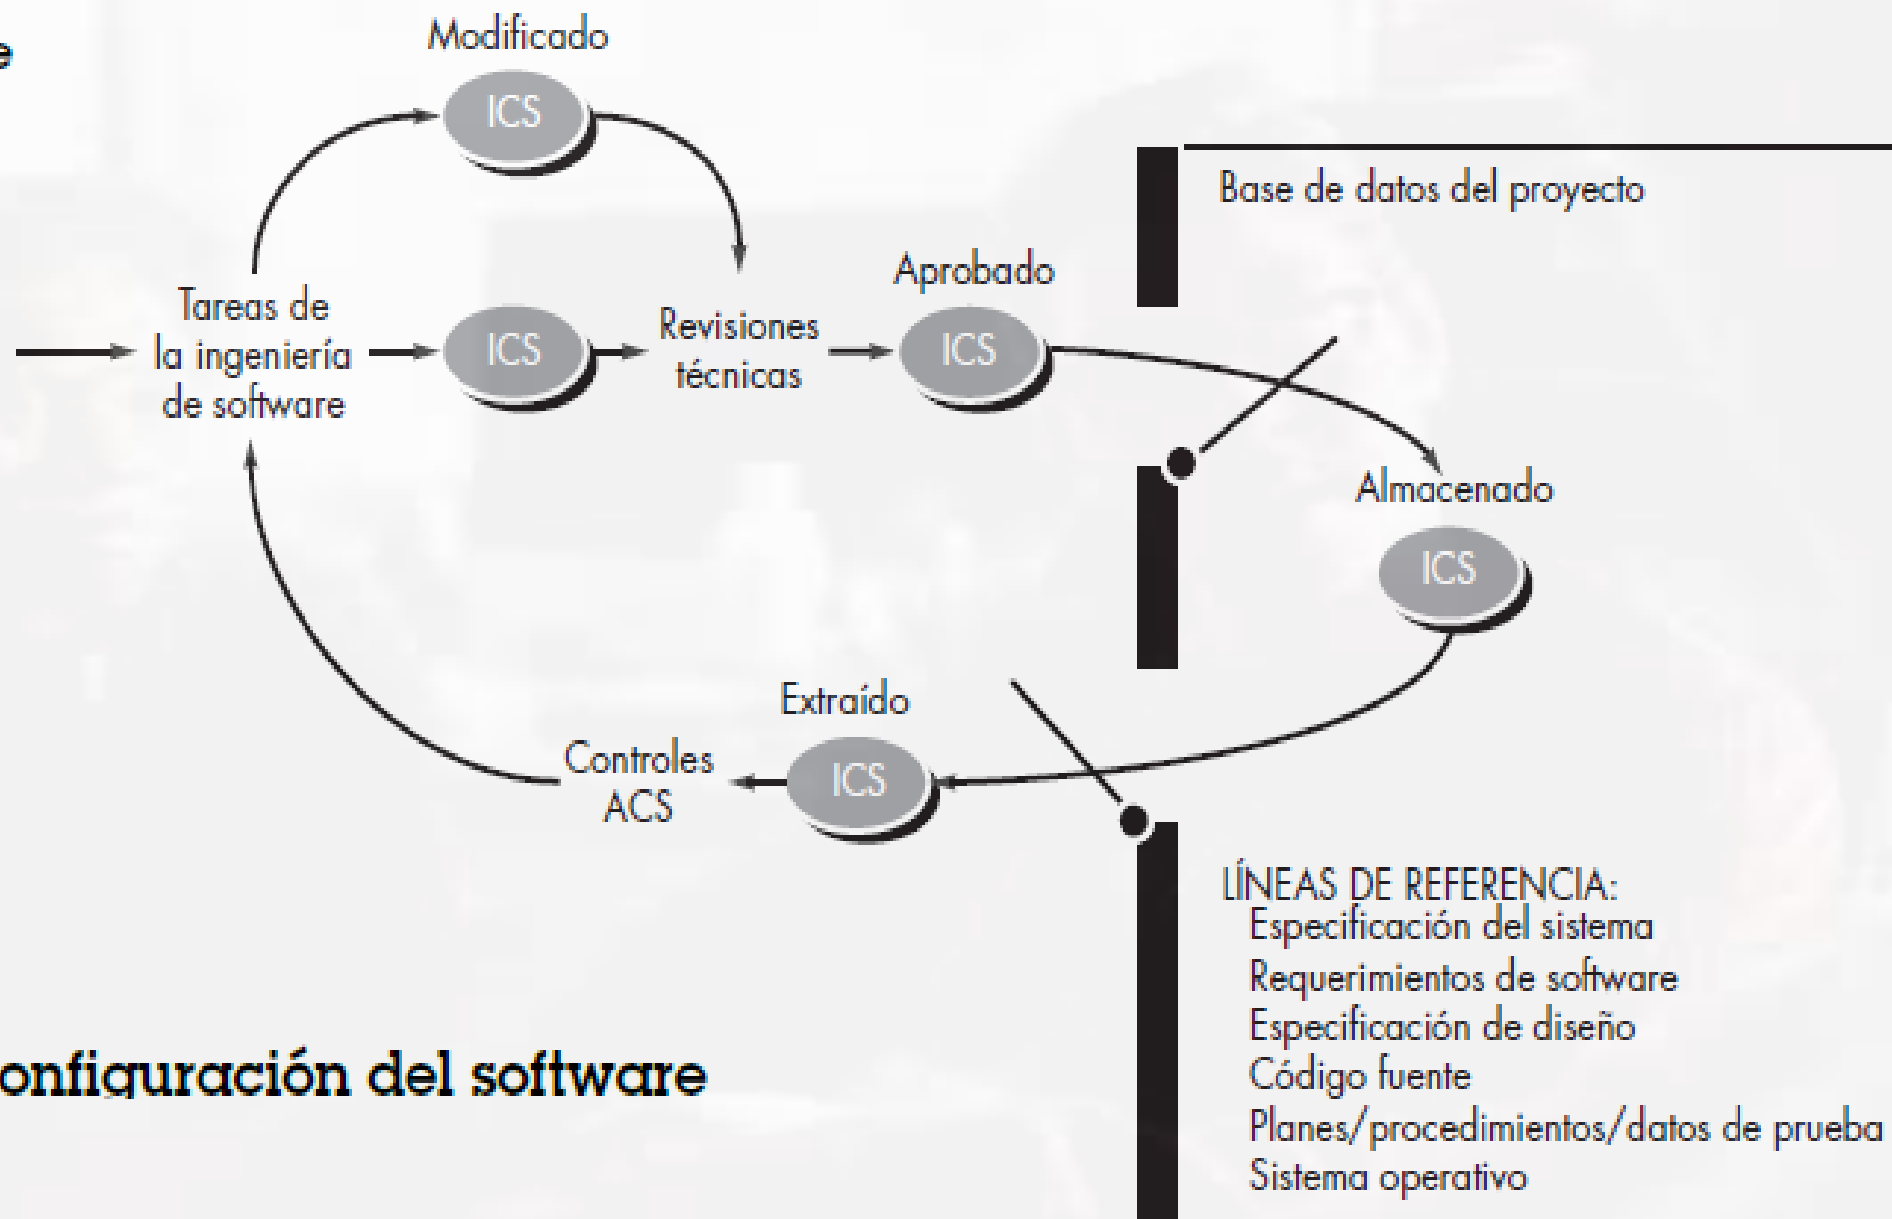 e
Modificado
ICS
Base de datos del proyecto
Aprobado
Tareas de
la ingeniería
de software
ICS
Revisiones
técnicas
ICS
Almacenado
ICS
Extraído
Controles
ACS
ICS
LÍNEAS DE REFERENCIA:
Especificación del sistema
Requerimientos de software
Especificación de diseño
Código fuente
Planes/procedimientos/datos de prueba
Sistema operativo
onfiguración del software